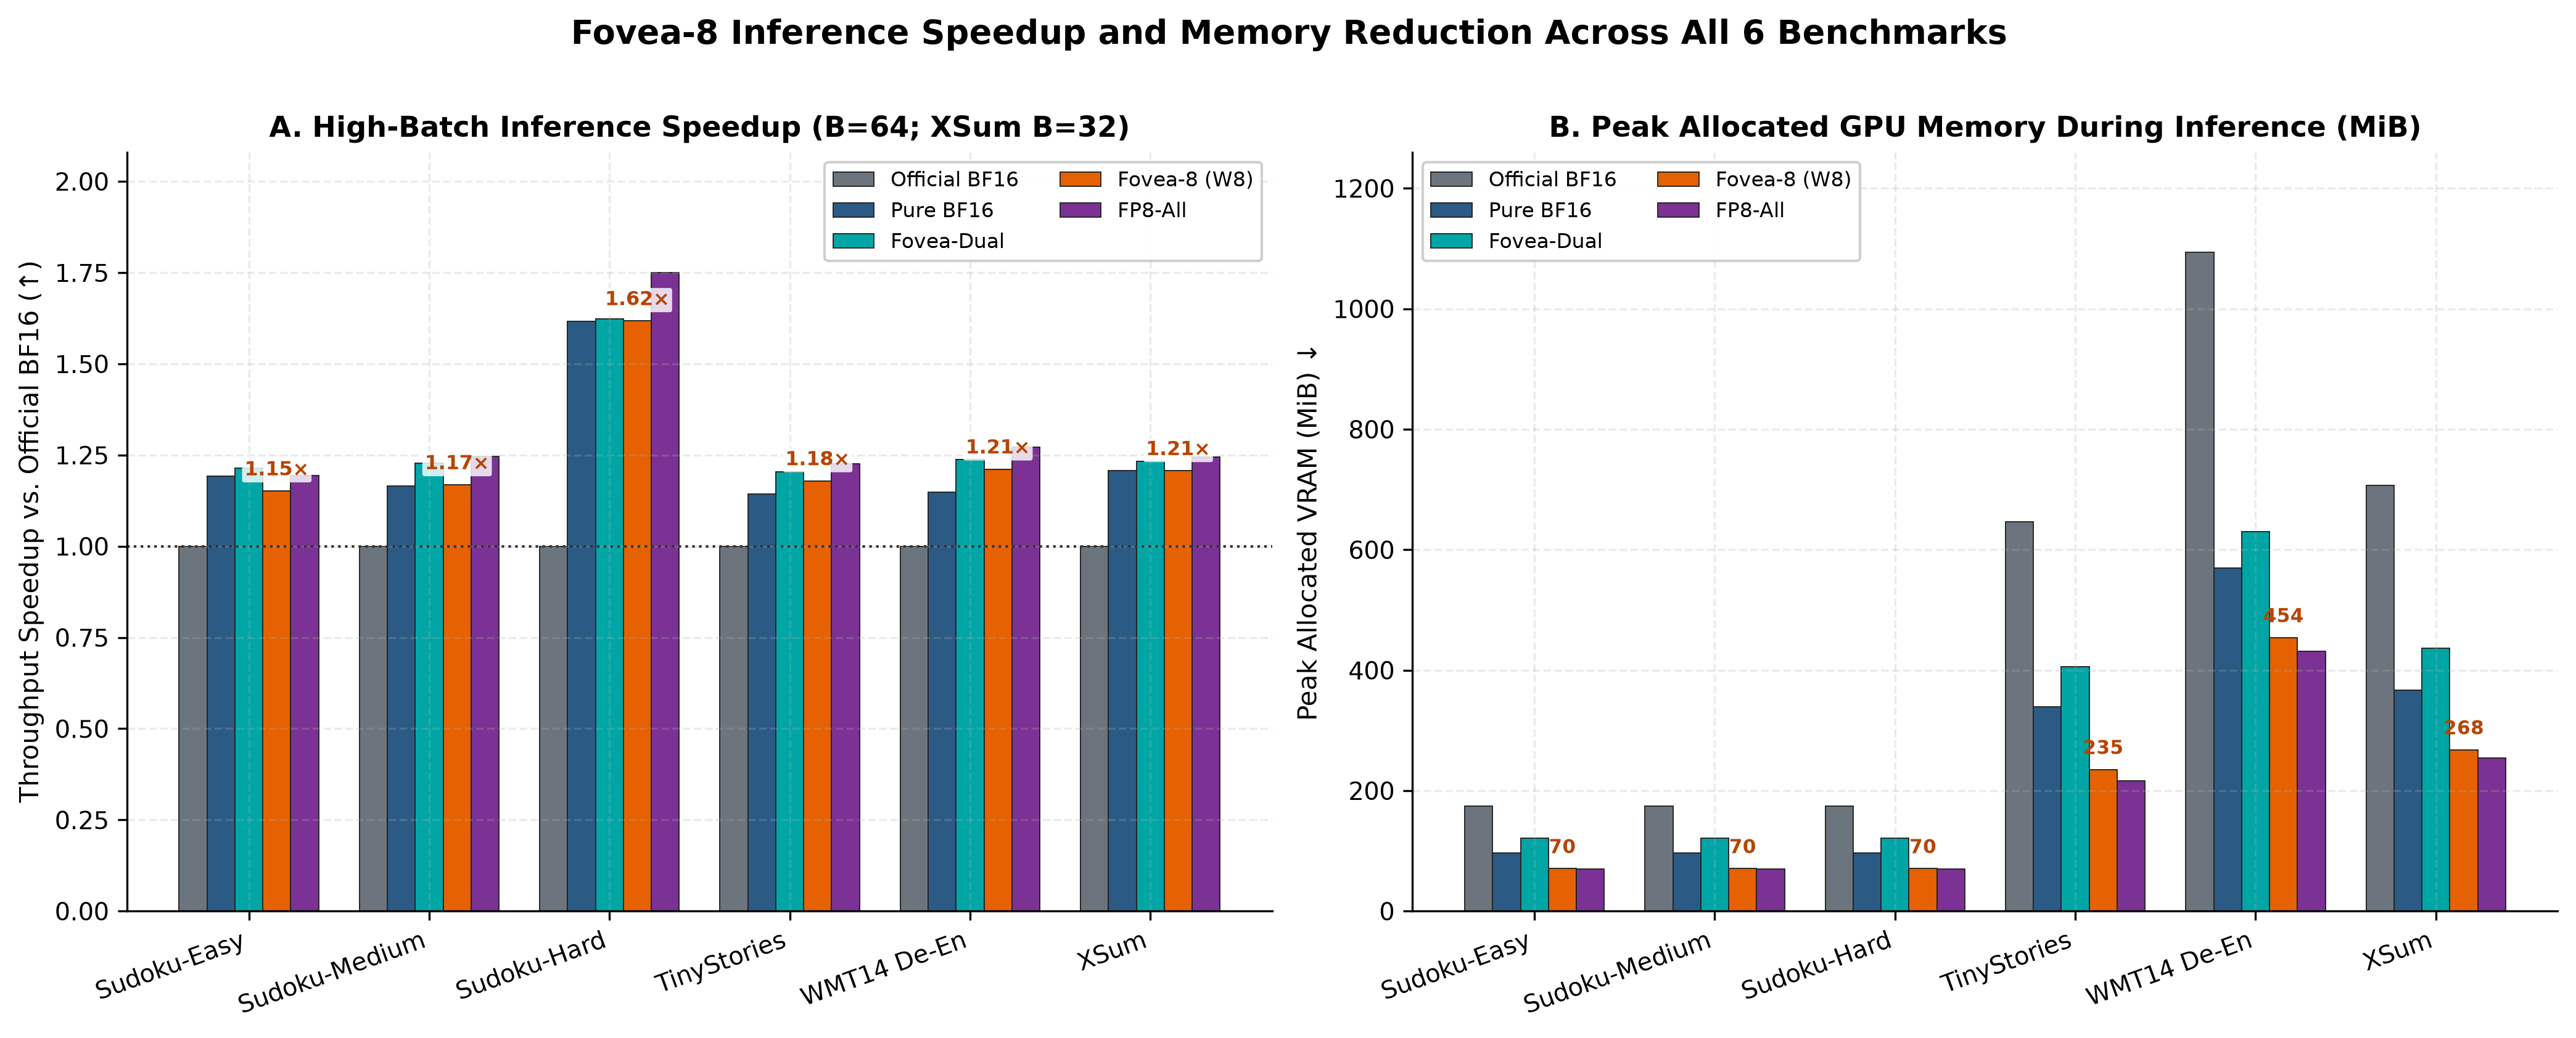 Fovea-8 Inference Speedup and Memory Reduction Across All 6 Benchmarks
A. High-Batch Inference Speedup (B=64; XSum B=32)
Throughput Speedup vs. Official BF16 (↑)
2.00
1.75
1.50
1.25
1.00
0.75
0.50
0.25
0.00
Official BF16
Pure BF16
Fovea-Dual
Fovea-8 (W8)
FP8-All
1.15×
1.17×
1.62×
1.18×
1.21×
1.21×
Sudoku-Easy
Sudoku-Medium
Sudoku-Hard
TinyStories
WMT14 De-En
XSum
B. Peak Allocated GPU Memory During Inference (MiB)
Peak Allocated VRAM (MiB) ↓
1200
1000
800
600
400
200
0
Official BF16
Pure BF16
Fovea-Dual
Fovea-8 (W8)
FP8-All
70
70
70
235
454
268
Sudoku-Easy
Sudoku-Medium
Sudoku-Hard
TinyStories
WMT14 De-En
XSum